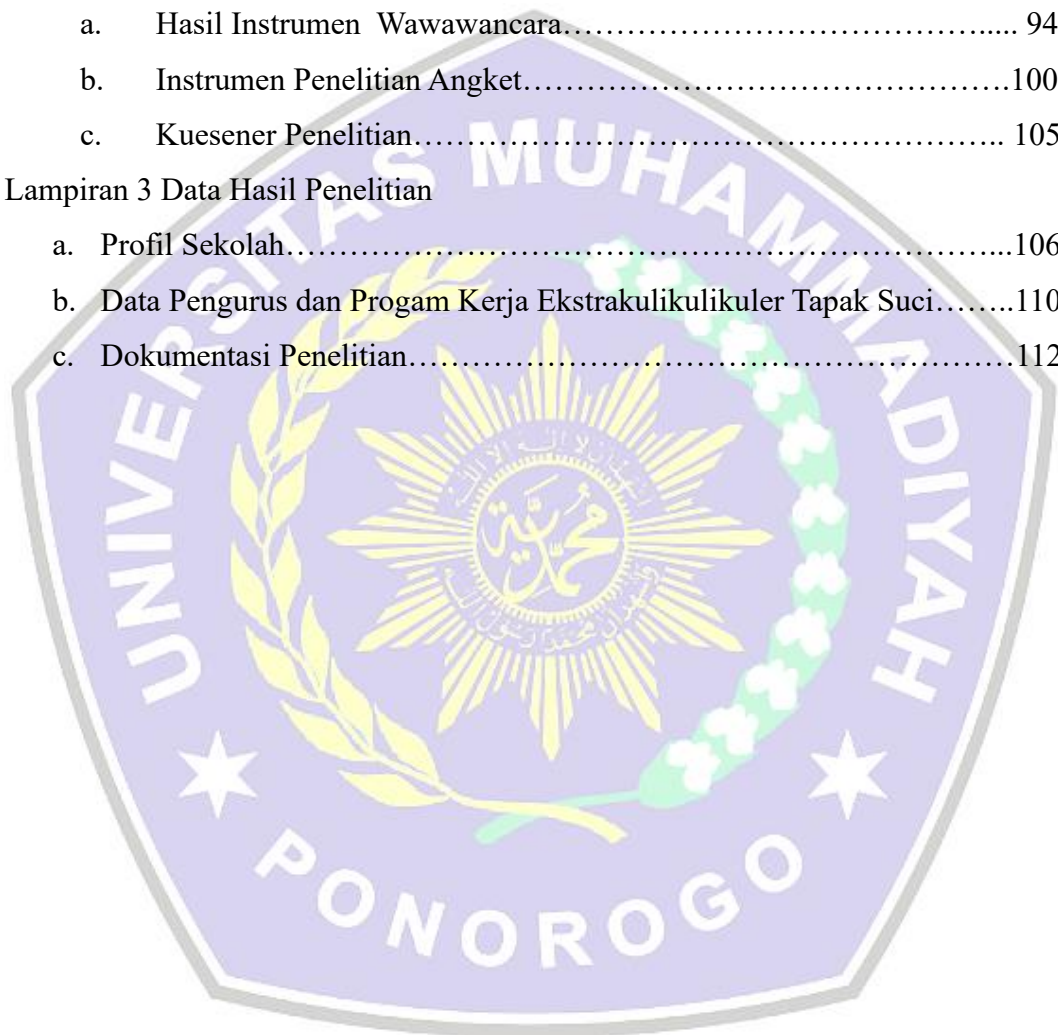 a. Hasil Instrumen Wawawancara………………………………….... 94
b. Instrumen Penelitian Angket……………………………………….100
c. Kuesener Penelitian……………………………………………….. 105
Lampiran 3 Data Hasil Penelitian
a. Profil Sekolah…………………………………………………………...106
b. Data Pengurus dan Progam Kerja Ekstrakulikulikuler Tapak Suci……..110
c. Dokumentasi Penelitian…………………………………………………112
UNIVERSITAS MUHAMMADIYAH
PONOROGO
محمدية